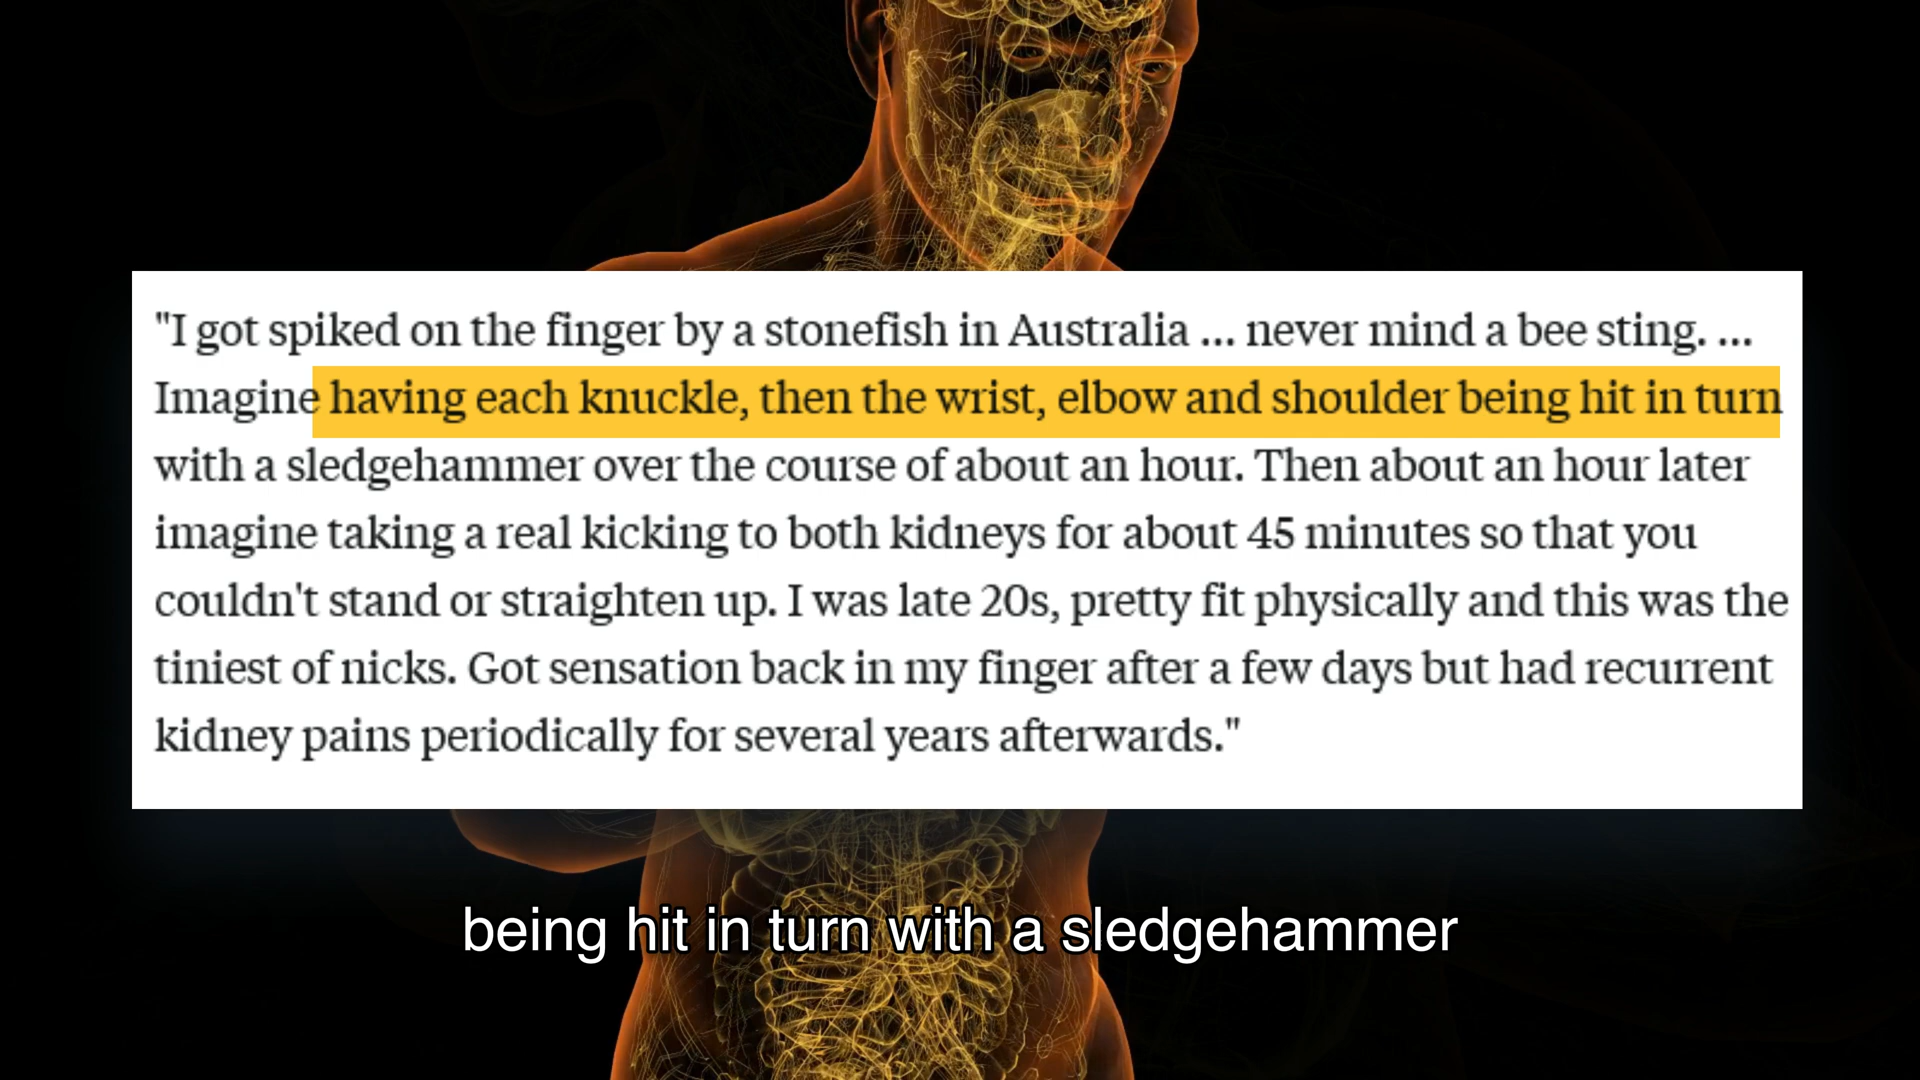 "I got spiked on the finger by a stonefish in Australia ... never mind a bee sting. ...
Imagine having each knuckle, then the wrist, elbow and shoulder being hit in turn
with a sledgehammer over the course of about an hour. Then about an hour later
imagine taking a real kicking to both kidneys for about 45 minutes so that you
couldn't stand or straighten up. I was late 20s, pretty fit physically and this was the
tiniest of nicks. Got sensation back in my finger after a few days but had recurrent
kidney pains periodically for several years afterwards."
being hit in turn with a sledgehammer